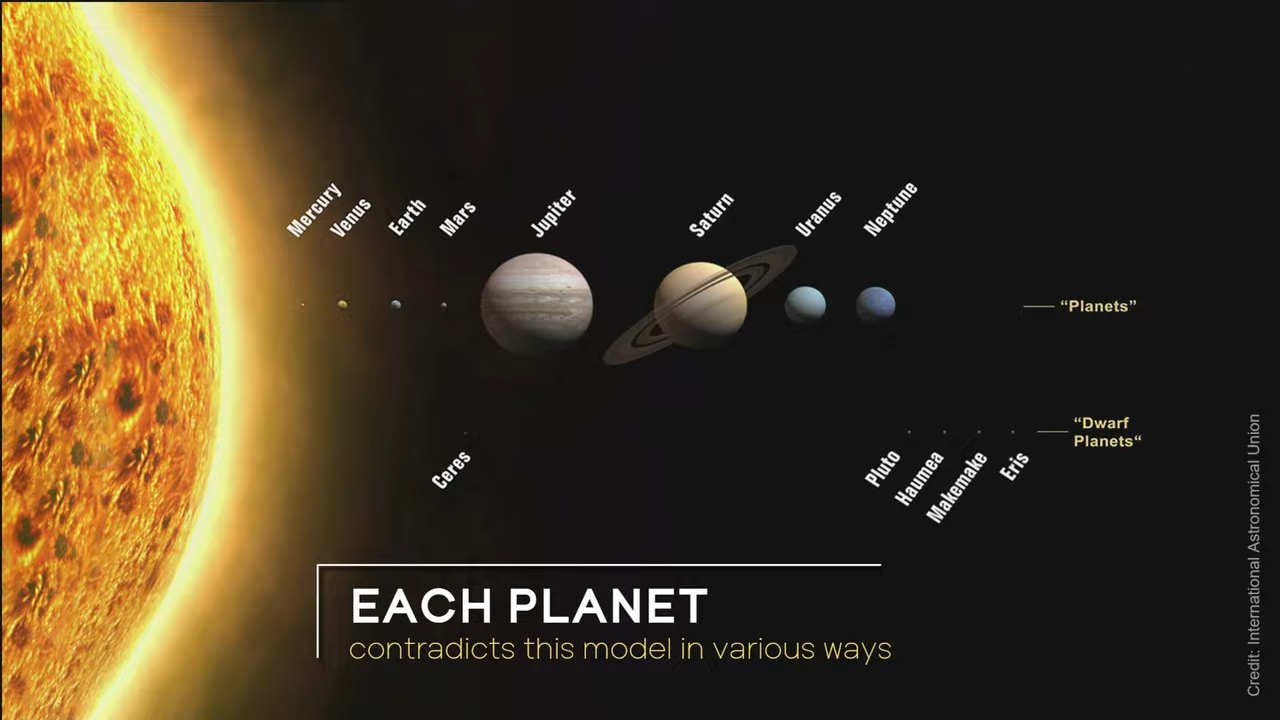 Mercury
Venus
Earth
Mars
Jupiter
Saturn
Uranus
Neptune
“Planets”
Ceres
Pluto
Haumea
Makemake
Eris
“Dwarf
Planets“
EACH PLANET
contradicts this model in various ways
Credit: International Astronomical Union